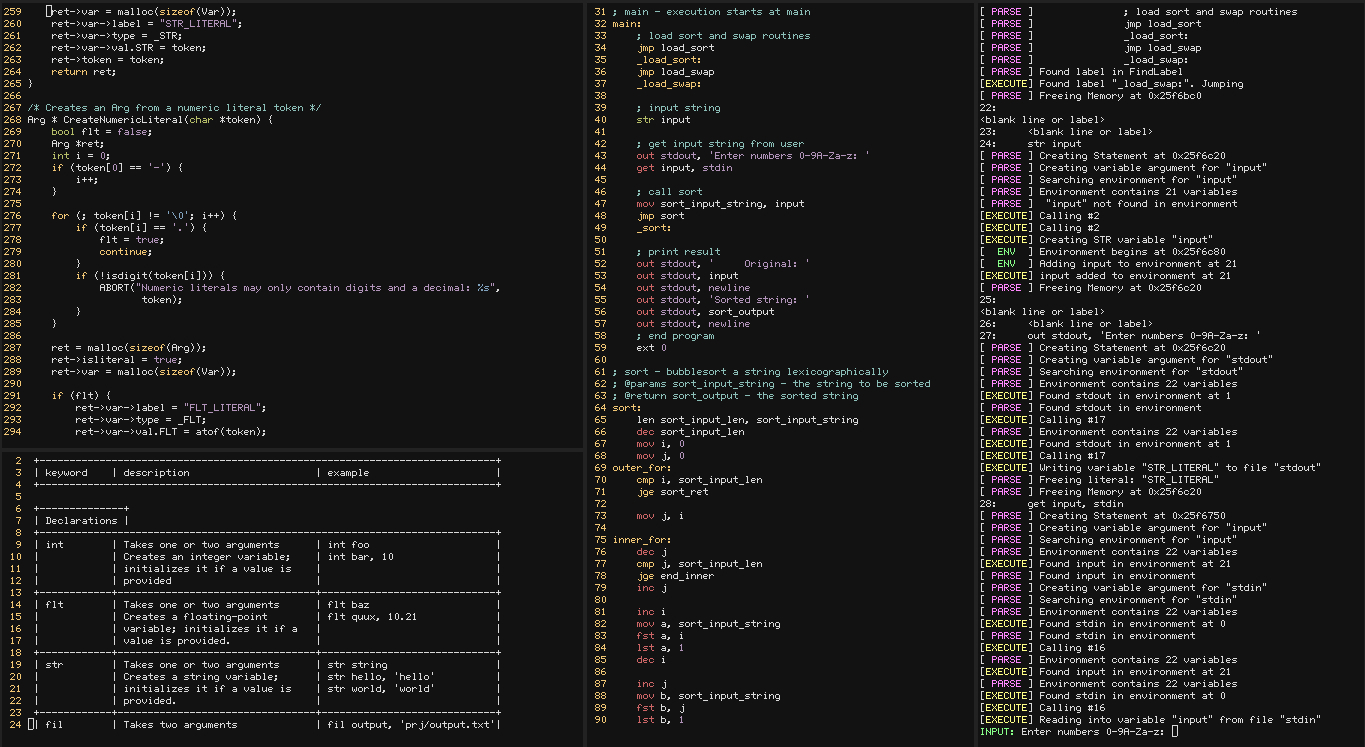 259     ret->var = malloc(sizeof(Var));
260     ret->var->label = "STR_LITERAL";
261     ret->var->type = _STR;
262     ret->var->val.STR = token;
263     ret->token = token;
264     return ret;
265 }
266
267 /* Creates an Arg from a numeric literal token */
268 Arg * CreateNumericLiteral(char *token) {
269     bool flt = false;
270     Arg *ret;
271     int i = 0;
272     if (token[0] == '-') {
273         i++;
274     }
275
276     for (; token[i] != '\0'; i++) {
277         if (token[i] == '.') {
278             flt = true;
279             continue;
280         }
281         if (!isdigit(token[i])) {
282             ABORT("Numeric literals may only contain digits and a decimal: %s",
283                    token);
284         }
285     }
286
287     ret = malloc(sizeof(Arg));
288     ret->isliteral = true;
289     ret->var = malloc(sizeof(Var));
290
291     if (flt) {
292         ret->var->label = "FLT_LITERAL";
293         ret->var->type = _FLT;
294         ret->var->val.FLT = atof(token);
2 +----------------------------------------------------------------------------+
3 | keyword    | description                     | example                     |
4 +----------------------------------------------------------------------------+
5
6 +--------------+
7 | Declarations |
8 +------------+---------------------------------+-----------------------------+
9 | int        | Takes one or two arguments      | int foo                     |
10 |            | Creates an integer variable;    | int bar, 10                 |
11 |            | initializes it if a value is    |                             |
12 |            | provided                        |                             |
13 +------------+---------------------------------+-----------------------------+
14 | flt        | Takes one or two arguments      | flt baz                     |
15 |            | Creates a floating-point        | flt quux, 10.21             |
16 |            | variable; initializes it if a   |                             |
17 |            | value is provided.              |                             |
18 +------------+---------------------------------+-----------------------------+
19 | str        | Takes one or two arguments      | str string                  |
20 |            | Creates a string variable;      | str hello, 'hello'          |
21 |            | initializes it if a value is    | str world, 'world'          |
22 |            | provided.                       |                             |
23 +------------+---------------------------------+-----------------------------+
24 | fil        | Takes two arguments             | fil output, 'prj/output.txt'|
31 ; main - execution starts at main
32 main:
33     ; load sort and swap routines
34     jmp load_sort
35     _load_sort:
36     jmp load_swap
37     _load_swap:
38
39     ; input string
40     str input
41
42     ; get input string from user
43     out stdout, 'Enter numbers 0-9A-Za-z: '
44     get input, stdin
45
46     ; call sort
47     mov sort_input_string, input
48     jmp sort
49     _sort:
50
51     ; print result
52     out stdout, '     Original: '
53     out stdout, input
54     out stdout, newline
55     out stdout, 'Sorted string: '
56     out stdout, sort_output
57     out stdout, newline
58     ; end program
59     ext 0
60
61 ; sort - bubblesort a string lexicographically
62 ; @params sort_input_string - the string to be sorted
63 ; @return sort_output - the sorted string
64 sort:
65     len sort_input_len, sort_input_string
66     dec sort_input_len
67     mov i, 0
68     mov j, 0
69 outer_for:
70     cmp i, sort_input_len
71     jge sort_ret
72
73     mov j, i
74
75 inner_for:
76     dec j
77     cmp j, sort_input_len
78     jge end_inner
79     inc j
80
81     inc i
82     mov a, sort_input_string
83     fst a, i
84     lst a, 1
85     dec i
86
87     inc j
88     mov b, sort_input_string
89     fst b, j
90     lst b, 1
[ PARSE ]               ; load sort and swap routines
[ PARSE ]               jmp load_sort
[ PARSE ]               _load_sort:
[ PARSE ]               jmp load_swap
[ PARSE ]               _load_swap:
[ PARSE ] Found label in FindLabel
[EXECUTE] Found label "_load_swap:". Jumping
[ PARSE ] Freeing Memory at 0x25f6bc0
22:
<blank line or label>
23:     <blank line or label>
24:     str input
[ PARSE ] Creating Statement at 0x25f6c20
[ PARSE ] Creating variable argument for "input"
[ PARSE ] Searching environment for "input"
[ PARSE ] Environment contains 21 variables
[ PARSE ]  "input" not found in environment
[EXECUTE] Calling #2
[EXECUTE] Calling #2
[EXECUTE] Creating STR variable "input"
[  ENV  ] Environment begins at 0x25f6c80
[  ENV  ] Adding input to environment at 21
[EXECUTE] input added to environment at 21
[ PARSE ] Freeing Memory at 0x25f6c20
25:
<blank line or label>
26:     <blank line or label>
27:     out stdout, 'Enter numbers 0-9A-Za-z: '
[ PARSE ] Creating Statement at 0x25f6c20
[ PARSE ] Creating variable argument for "stdout"
[ PARSE ] Searching environment for "stdout"
[ PARSE ] Environment contains 22 variables
[EXECUTE] Found stdout in environment at 1
[ PARSE ] Found stdout in environment
[EXECUTE] Calling #17
[ PARSE ] Environment contains 22 variables
[EXECUTE] Found stdout in environment at 1
[EXECUTE] Calling #17
[EXECUTE] Writing variable "STR_LITERAL" to file "stdout"
[ PARSE ] Freeing literal: "STR_LITERAL"
[ PARSE ] Freeing Memory at 0x25f6c20
28:     get input, stdin
[ PARSE ] Creating Statement at 0x25f6750
[ PARSE ] Creating variable argument for "input"
[ PARSE ] Searching environment for "input"
[ PARSE ] Environment contains 22 variables
[EXECUTE] Found input in environment at 21
[ PARSE ] Found input in environment
[ PARSE ] Creating variable argument for "stdin"
[ PARSE ] Searching environment for "stdin"
[ PARSE ] Environment contains 22 variables
[EXECUTE] Found stdin in environment at 0
[ PARSE ] Found stdin in environment
[EXECUTE] Calling #16
[ PARSE ] Environment contains 22 variables
[EXECUTE] Found input in environment at 21
[ PARSE ] Environment contains 22 variables
[EXECUTE] Found stdin in environment at 0
[EXECUTE] Calling #16
[EXECUTE] Reading into variable "input" from file "stdin"
INPUT: Enter numbers 0-9A-Za-z: